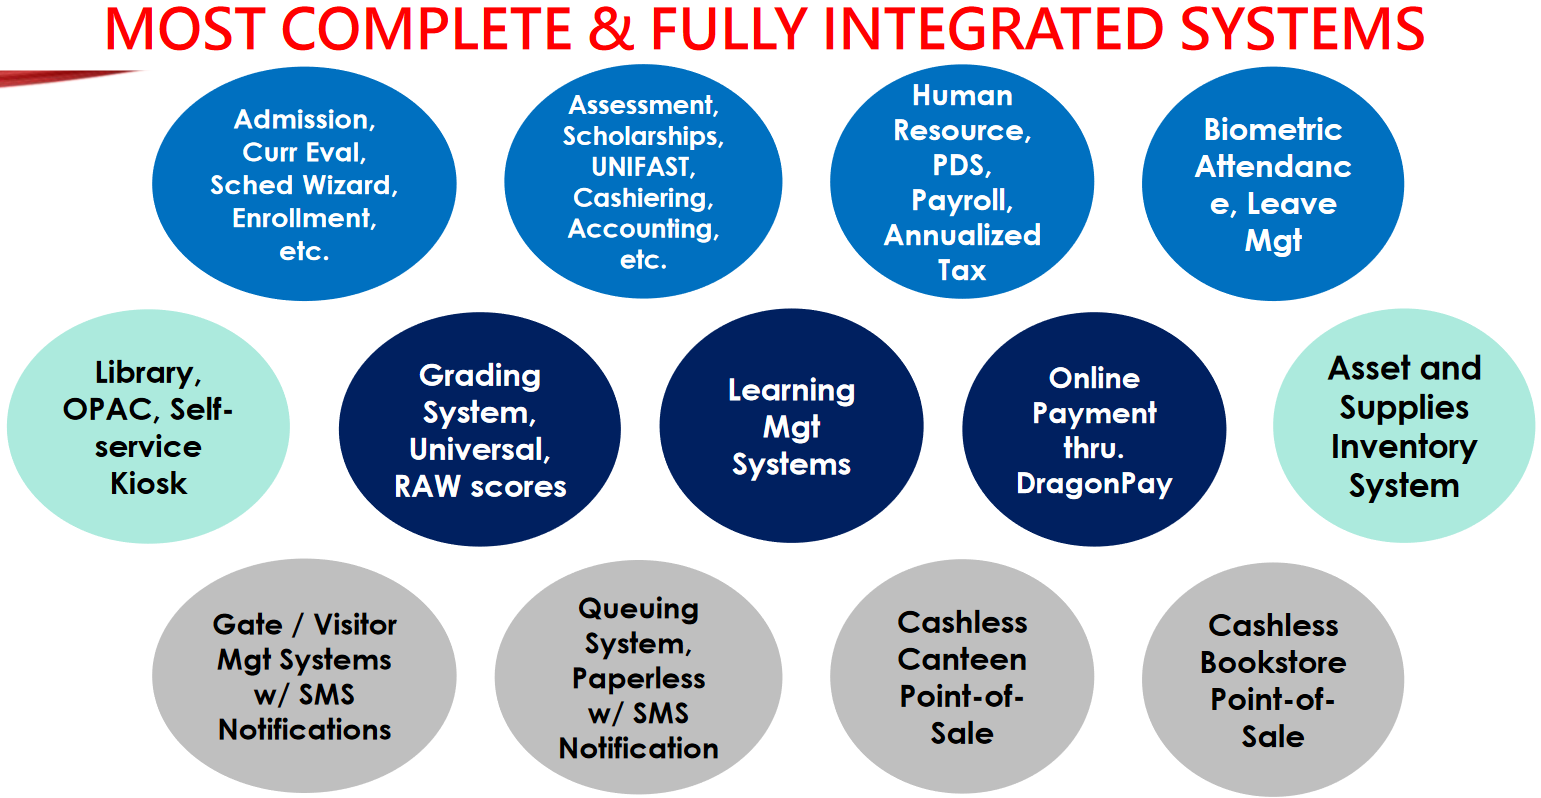 MOST COMPLETE & FULLY INTEGRATED SYSTEMS
Admission,
Curr Eval,
Sched Wizard,
Enrollment,
etc.
Assessment,
Scholarships,
UNIFAST,
Cashiering,
Accounting,
etc.
Human
Resource,
PDS,
Payroll,
Annualized
Tax
Biometric
Attendanc
e, Leave
Mgt
Library,
OPAC, Self-
service
Kiosk
Grading
System,
Universal,
RAW scores
Learning
Mgt
Systems
Online
Payment
thru.
DragonPay
Asset and
Supplies
Inventory
System
Gate / Visitor
Mgt Systems
w/ SMS
Notifications
Queuing
System,
Paperless
w/ SMS
Notification
Cashless
Canteen
Point-of-
Sale
Cashless
Bookstore
Point-of-
Sale